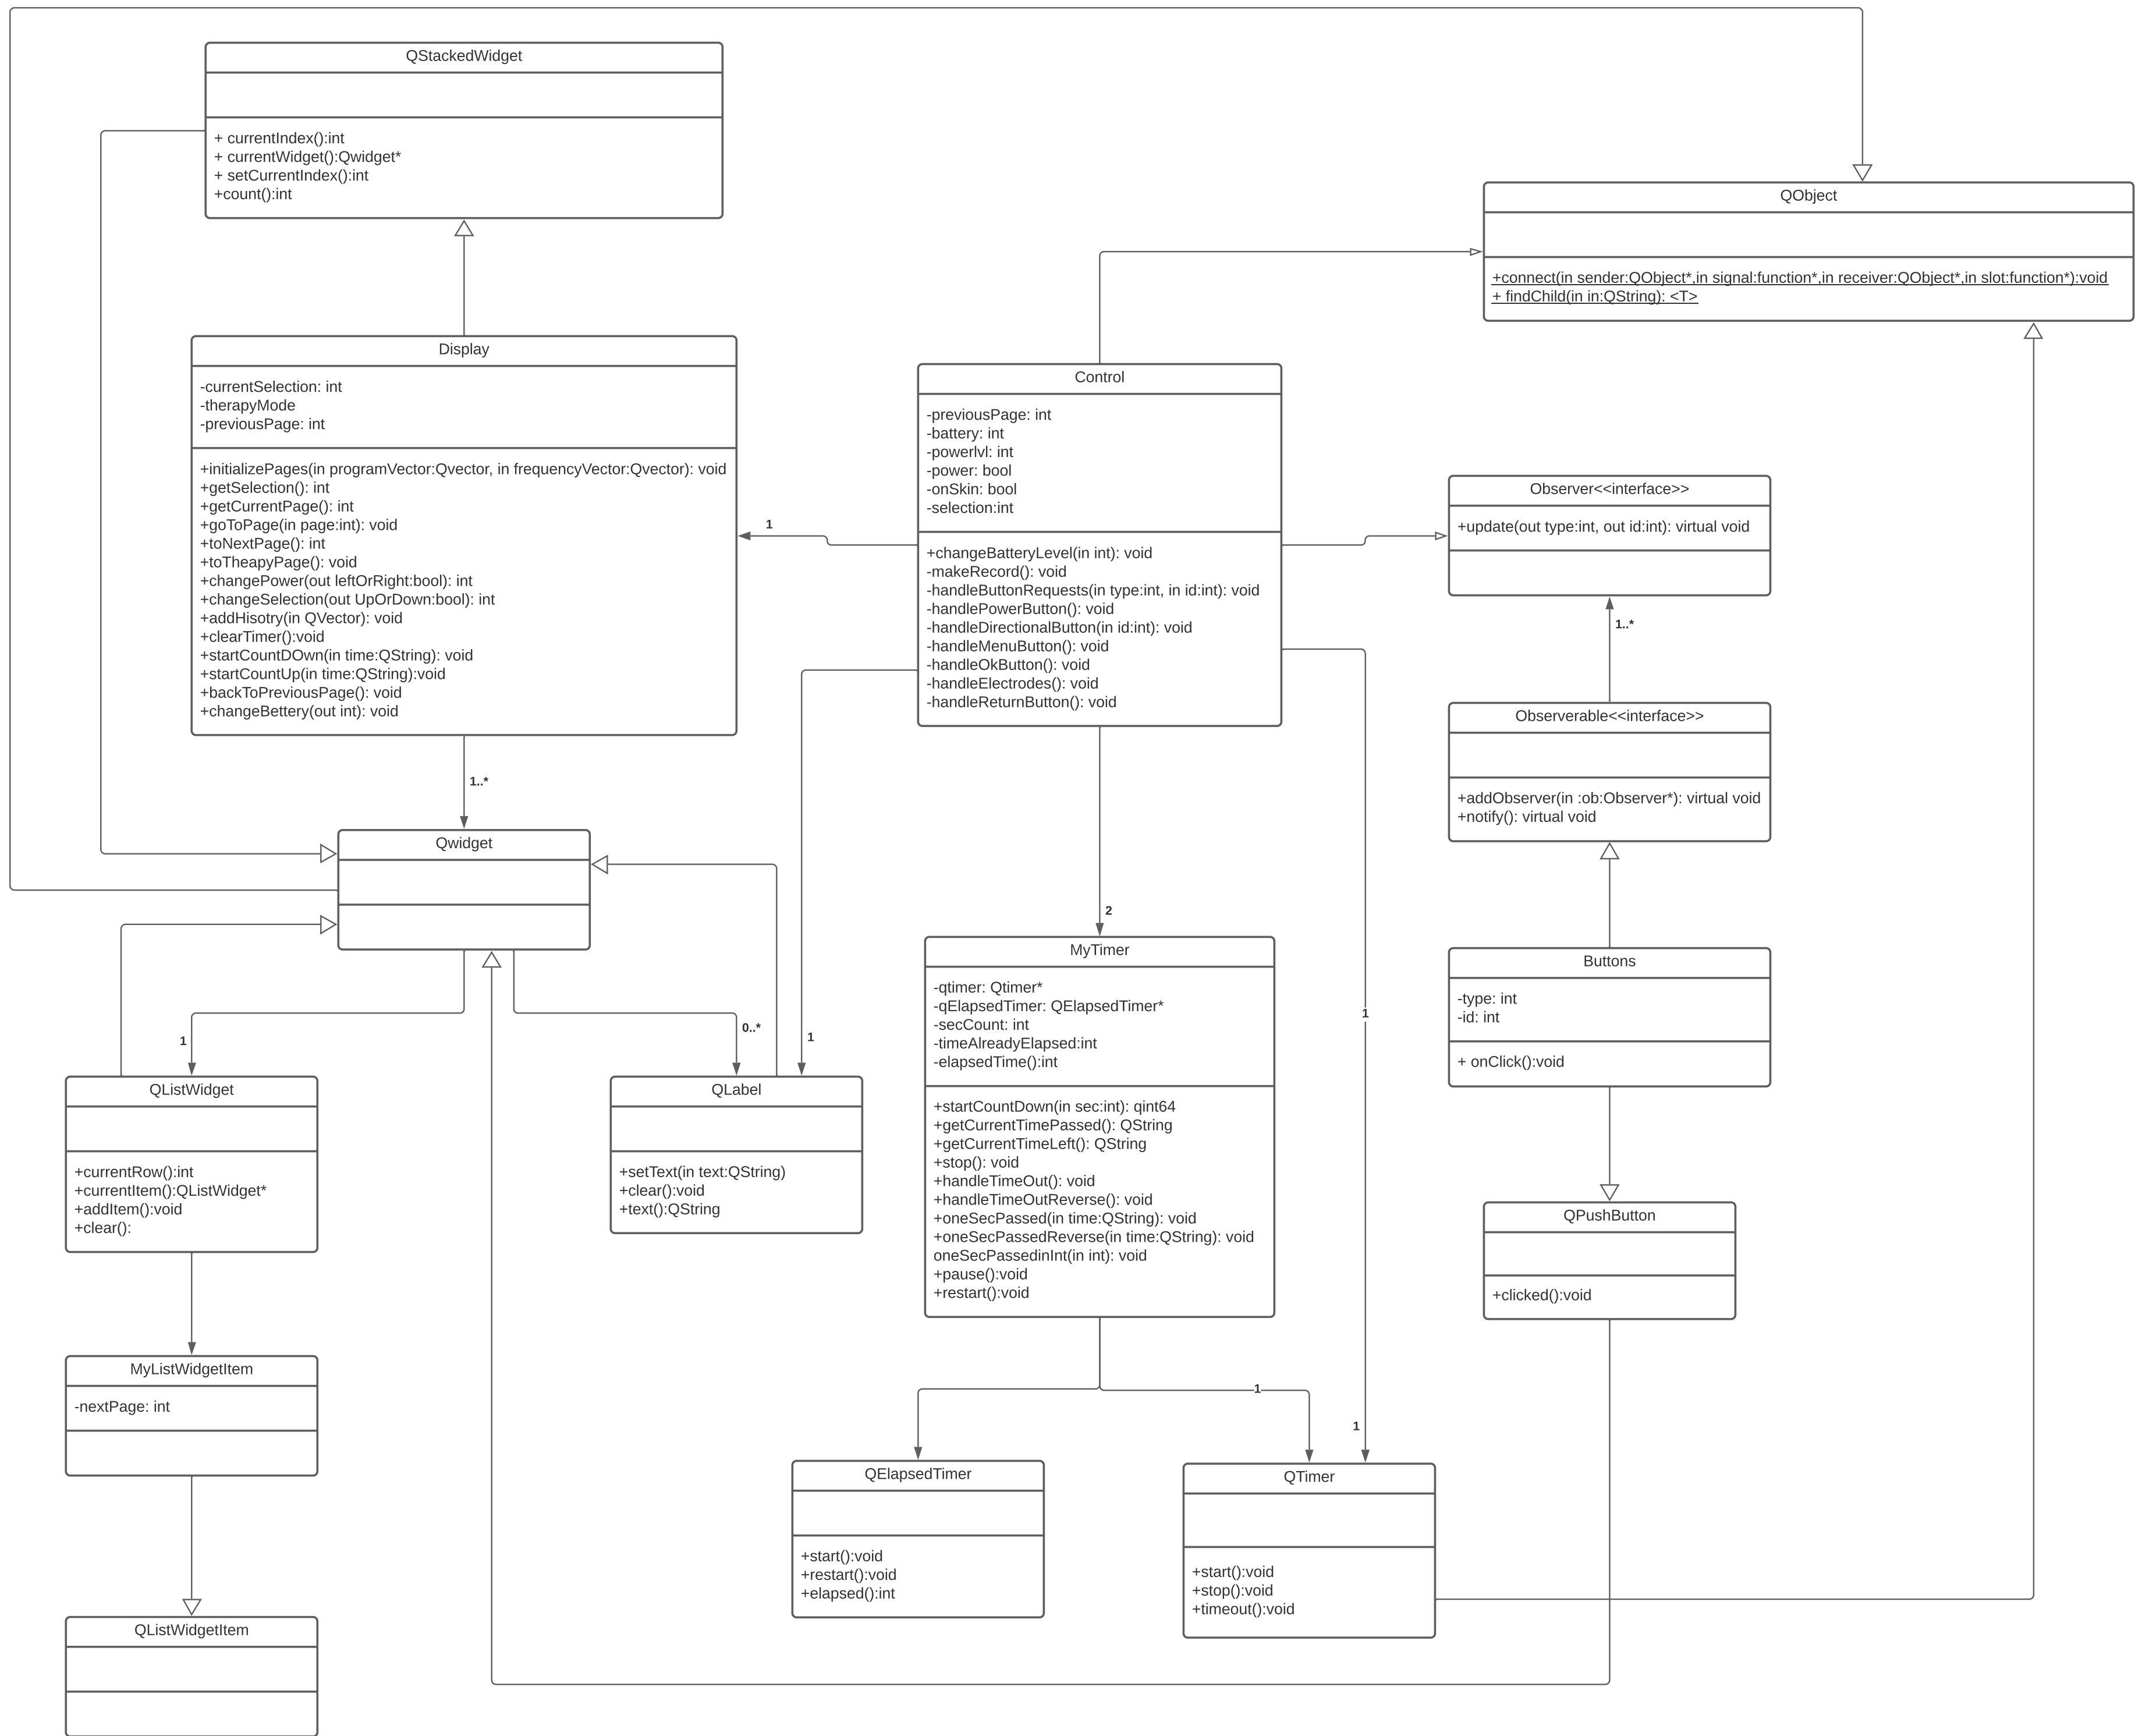 QStackedWidget
+ currentIndex():int
+ currentWidget():Qwidget*
+ setCurrentIndex():int
+count():int
QObject
+connect(in sender:QObject*,in signal:function*,in receiver:QObject*,in slot:function*):void
+ findChild(in in:QString): <T>
Display
-currentSelection: int
-therapyMode
-previousPage: int
+initializePages(in programVector:Qvector, in frequencyVector:Qvector): void
+getSelection(): int
+getCurrentPage(): int
+goToPage(in page:int): void
+toNextPage(): int
+toTheapyPage(): void
+changePower(out leftOrRight:bool): int
+changeSelection(out UpOrDown:bool): int
+addHisotry(in QVector): void
+clearTimer():void
+startCountDOwn(in time:QString): void
+startCountUp(in time:QString):void
+backToPreviousPage(): void
+changeBettery(out int): void
1
Control
-previousPage: int
-battery: int
-powerlvl: int
-power: bool
-onSkin: bool
-selection:int
+changeBatteryLevel(in int): void
-makeRecord(): void
-handleButtonRequests(in type:int, in id:int): void
-handlePowerButton(): void
-handleDirectionalButton(in id:int): void
-handleMenuButton(): void
-handleOkButton(): void
-handleElectrodes(): void
-handleReturnButton(): void
Observer<<interface>>
+update(out type:int, out id:int): virtual void
1..*
Observerable<<interface>>
+addObserver(in :ob:Observer*): virtual void
+notify(): virtual void
1..*
Qwidget
2
MyTimer
-qtimer: Qtimer*
-qElapsedTimer: QElapsedTimer*
-secCount: int
-timeAlreadyElapsed:int
-elapsedTime():int
+startCountDown(in sec:int): qint64
+getCurrentTimePassed(): QString
+getCurrentTimeLeft(): QString
+stop(): void
+handleTimeOut(): void
+handleTimeOutReverse(): void
+oneSecPassed(in time:QString): void
+oneSecPassedReverse(in time:QString): void
oneSecPassedinInt(in int): void
+pause():void
+restart():void
1
Buttons
-type: int
-id: int
+ onClick():void
1
0..*
1
QListWidget
+currentRow():int
+currentItem():QListWidget*
+addItem():void
+clear():
QLabel
+setText(in text:QString)
+clear():void
+text():QString
QPushButton
+clicked():void
MyListWidgetItem
-nextPage: int
1
1
QElapsedTimer
+start():void
+restart():void
+elapsed():int
QTimer
+start():void
+stop():void
+timeout():void
QListWidgetItem